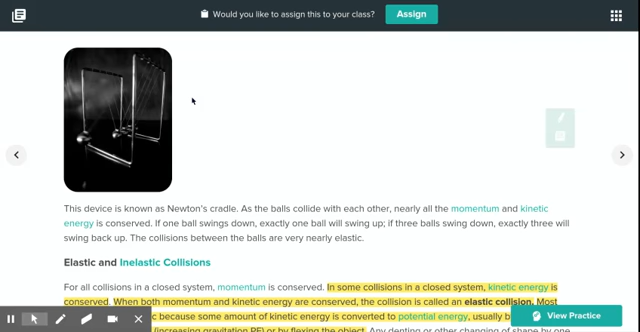 Would you like to assign this to your class? Assign
This device is known as Newton's cradle. As the balls collide with each other, nearly all the momentum and kinetic
energy is conserved. If one ball swings down, exactly one ball will swing up; if three balls swing down, exactly three will
swing back up. The collisions between the balls are very nearly elastic.
Elastic and Inelastic Collisions
For all collisions in a closed system, momentum is conserved. In some collisions in a closed system, kinetic energy is
conserved. When both momentum and kinetic energy are conserved, the collision is called an elastic collision. Most
c because some amount of kinetic energy is converted to potential energy, usually b
View Practice
(increasing gravitation PE) or by flexing the object. Any denting or other changing of shape by one